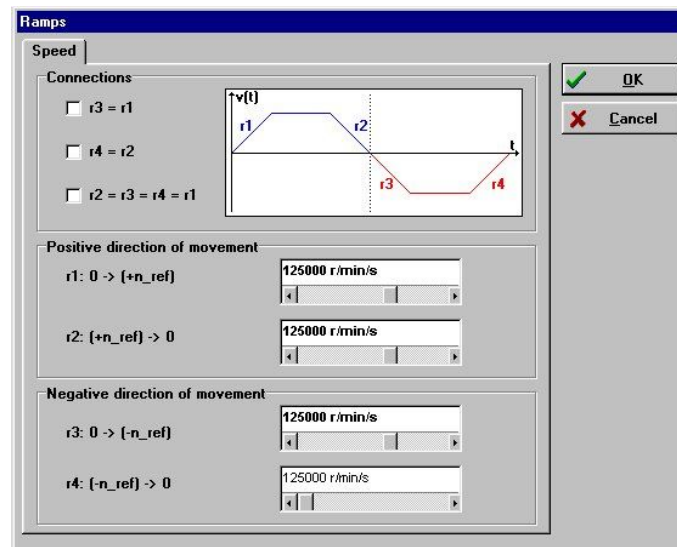 Ramps
Speed
Connections
r3 = r1
r4 = r2
r2 = r3 = r4 = r1
v(t)
r1
r2
t
r3
r4
OK
Cancel
Positive direction of movement
r1: 0 -> (+n_ref)
125000 r/min/s
r2: (+n_ref) -> 0
125000 r/min/s
Negative direction of movement
r3: 0 -> (-n_ref)
125000 r/min/s
r4: (-n_ref) -> 0
125000 r/min/s